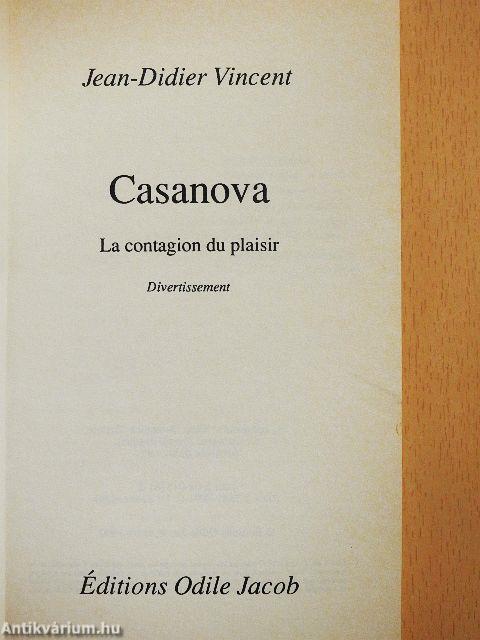 Jean-Didier Vincent
Casanova
La contagion du plaisir
Divertissement
Éditions Odile Jacob
Antikvárium.hu